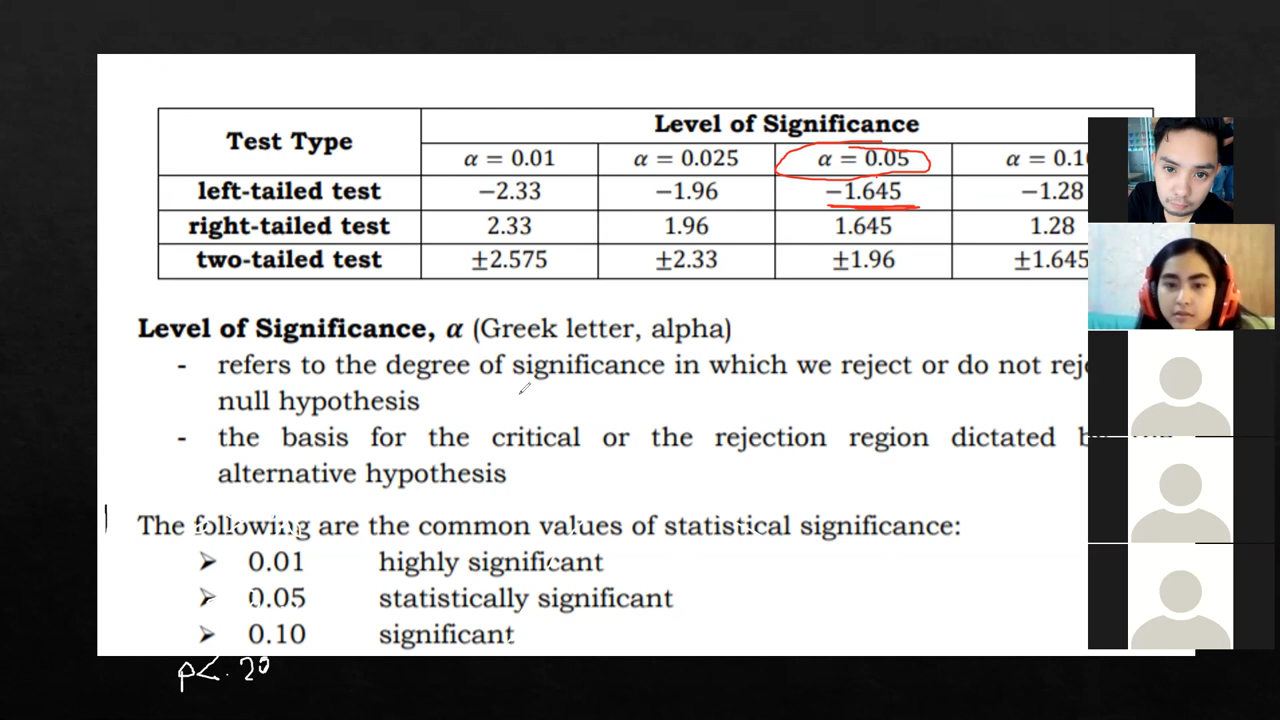 Test Type
Level of Significance
α = 0.01 α = 0.025 α = 0.05 α = 0.1
left-tailed test −2.33 −1.96 −1.645 −1.28
right-tailed test 2.33 1.96 1.645 1.28
two-tailed test ±2.575 ±2.33 ±1.96 ±1.645
Level of Significance, α (Greek letter, alpha)
- refers to the degree of significance in which we reject or do not
null hypothesis
- the basis for the critical or the rejection region dictated
alternative hypothesis
The following are the common values of statistical significance:
➢ 0.01 highly significant
➢ 0.05 statistically significant
➢ 0.10 significant
p<.20